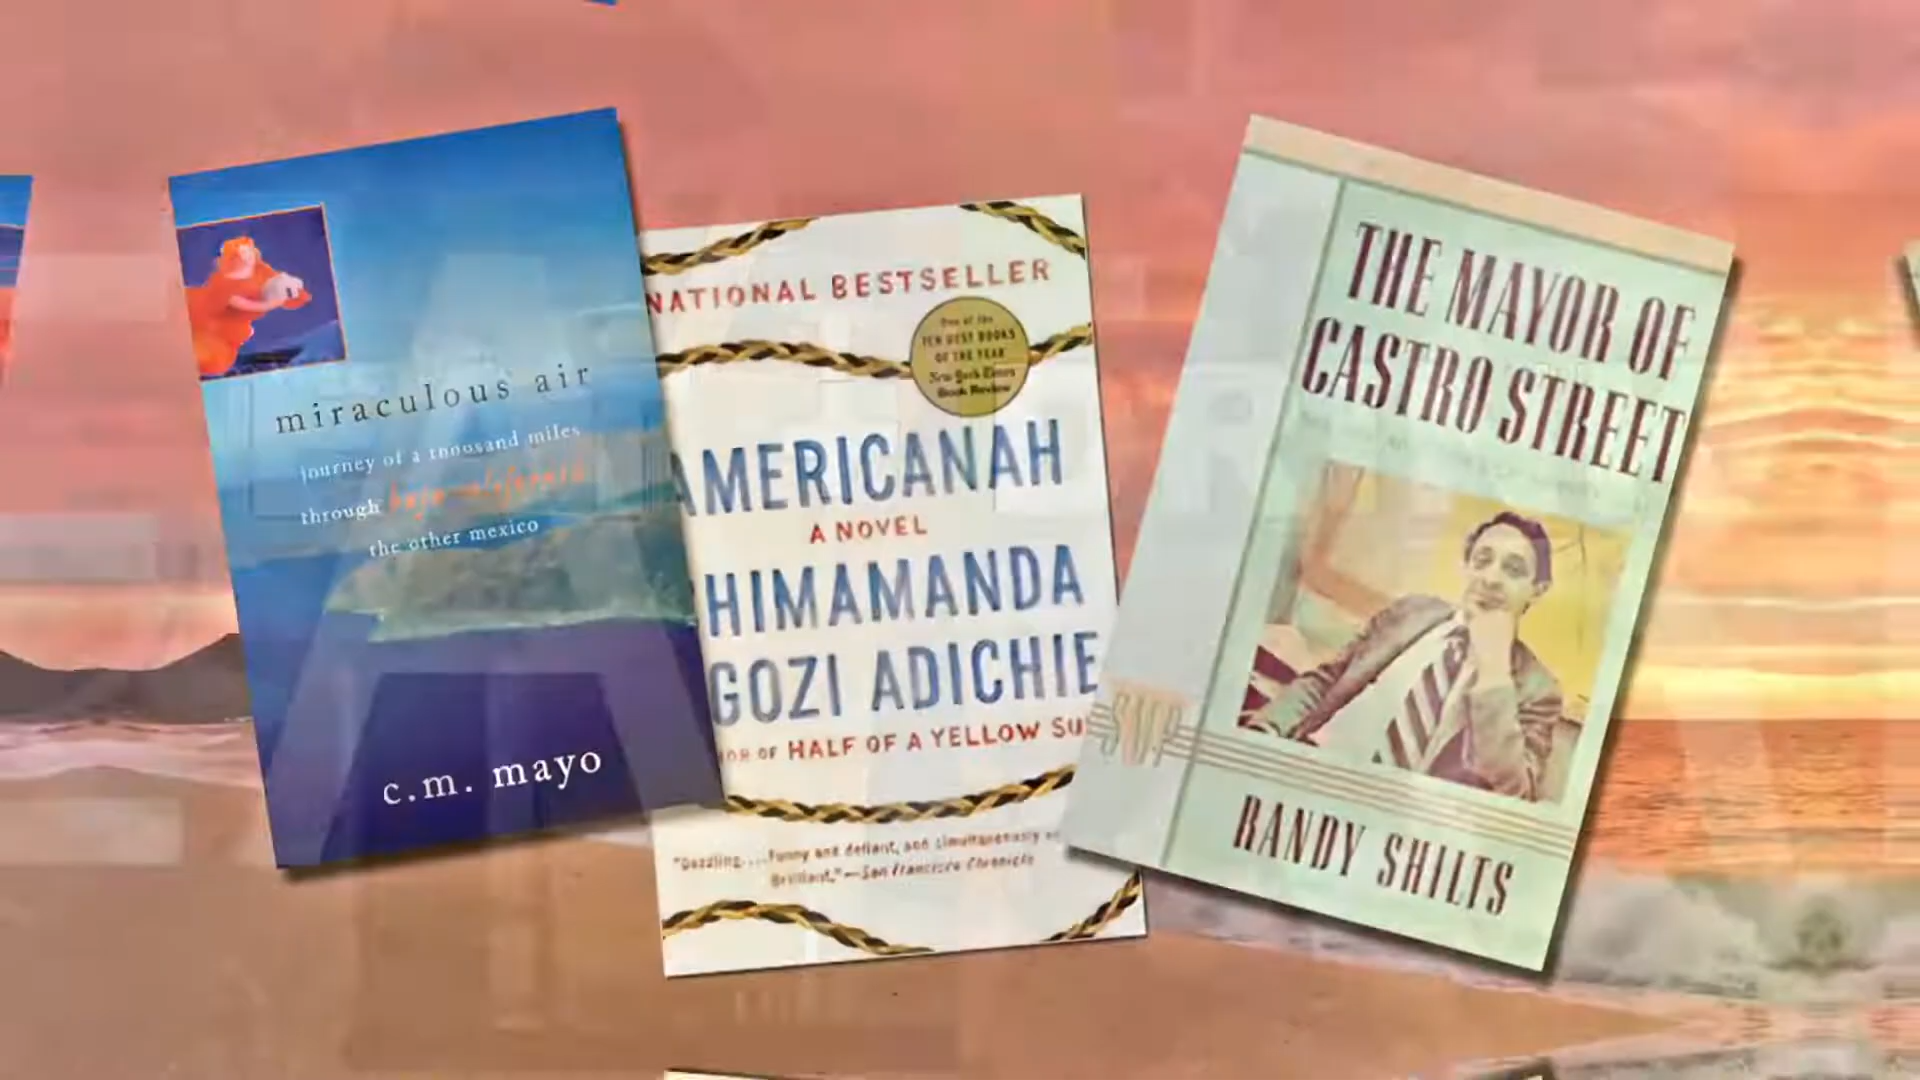 miraculous air
journey of a thousand miles
through baja california
the other mexico
c.m. mayo
NATIONAL BESTSELLER
One of the
TEN BEST BOOKS
OF THE YEAR
New York Times
Book Review
AMERICANAH
A NOVEL
HIMAMANDA
GOZI ADICHIE
OR OF HALF OF A YELLOW SU
"Dazzling. . . . Funny and defiant, and simultaneously
Brilliant."—San Francisco Chronicle
THE MAYOR OF
CASTRO STREET
RANDY SHILTS